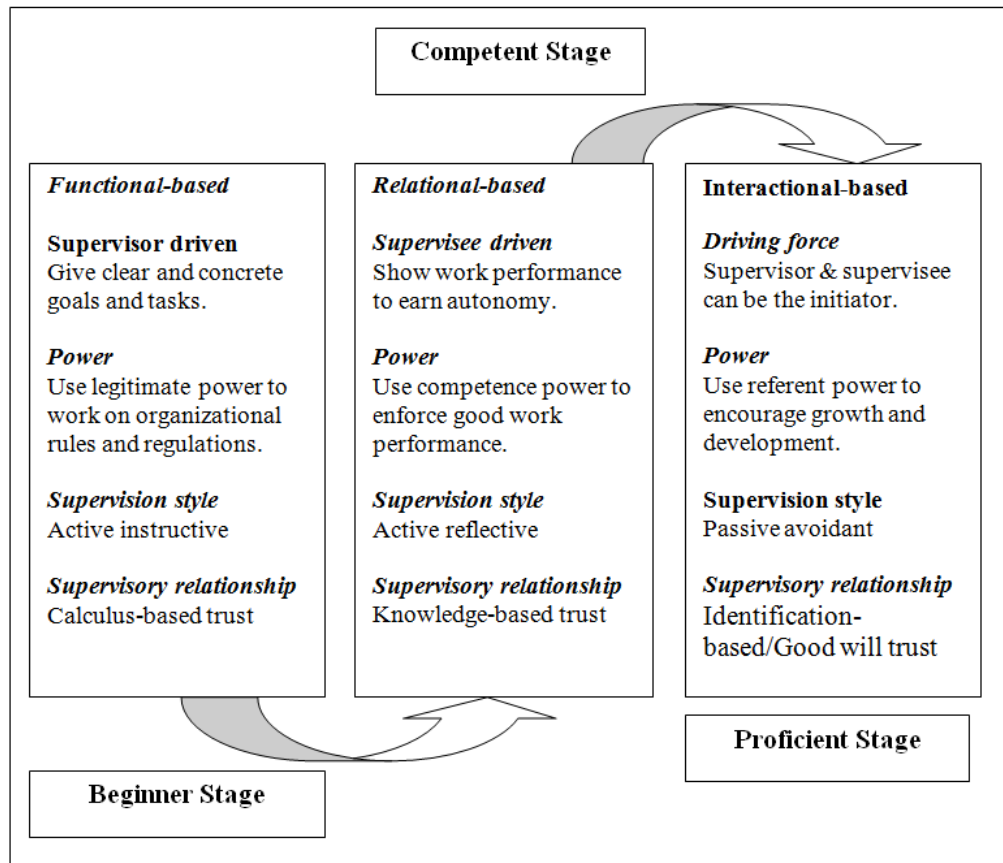 Competent Stage
Functional-based
Supervisor driven
Give clear and concrete
goals and tasks.
Power
Use legitimate power to
work on organizational
rules and regulations.
Supervision style
Active instructive
Supervisory relationship
Calculus-based trust
Relational-based
Supervisee driven
Show work performance
to earn autonomy.
Power
Use competence power to
enforce good work
performance.
Supervision style
Active reflective
Supervisory relationship
Knowledge-based trust
Interactional-based
Driving force
Supervisor & supervisee
can be the initiator.
Power
Use referent power to
encourage growth and
development.
Supervision style
Passive avoidant
Supervisory relationship
Identification-
based/Good will trust
Beginner Stage
Proficient Stage